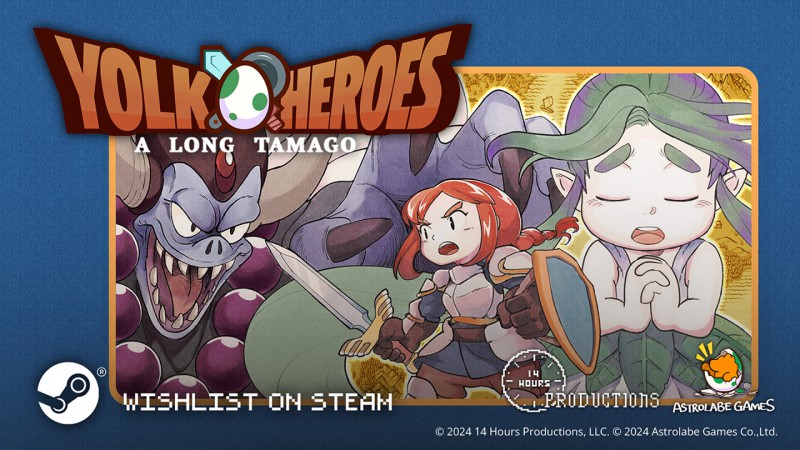 YOLK HEROES
A LONG TAMAGO
®
WISHLIST ON STEAM
14
HOURS
PRODUCTIONS
®
ASTROLABE GAMES
© 2024 14 Hours Productions, LLC. © 2024 Astrolabe Games Co.,Ltd.